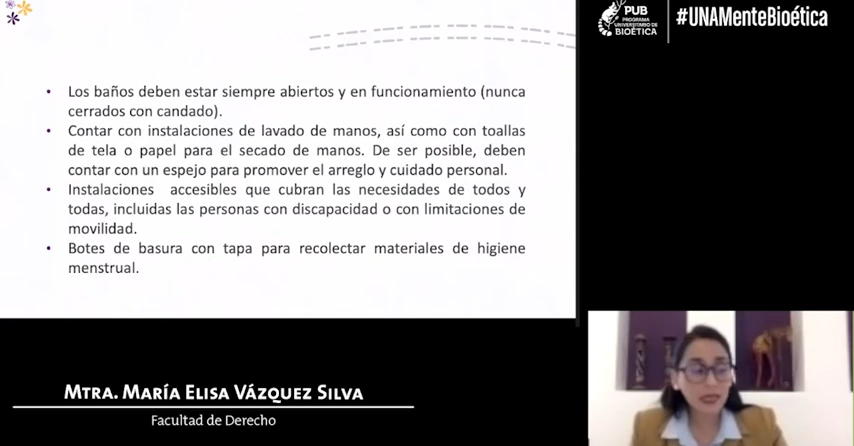 PUB
PROGRAMA
UNIVERSITARIO DE
BIOÉTICA
#UNAMenteBioética
• Los baños deben estar siempre abiertos y en funcionamiento (nunca
cerrados con candado).
• Contar con instalaciones de lavado de manos, así como con toallas
de tela o papel para el secado de manos. De ser posible, deben
contar con un espejo para promover el arreglo y cuidado personal.
• Instalaciones accesibles que cubran las necesidades de todos y
todas, incluidas las personas con discapacidad o con limitaciones de
movilidad.
• Botes de basura con tapa para recolectar materiales de higiene
menstrual.
Mtra. María Elisa Vázquez Silva
Facultad de Derecho